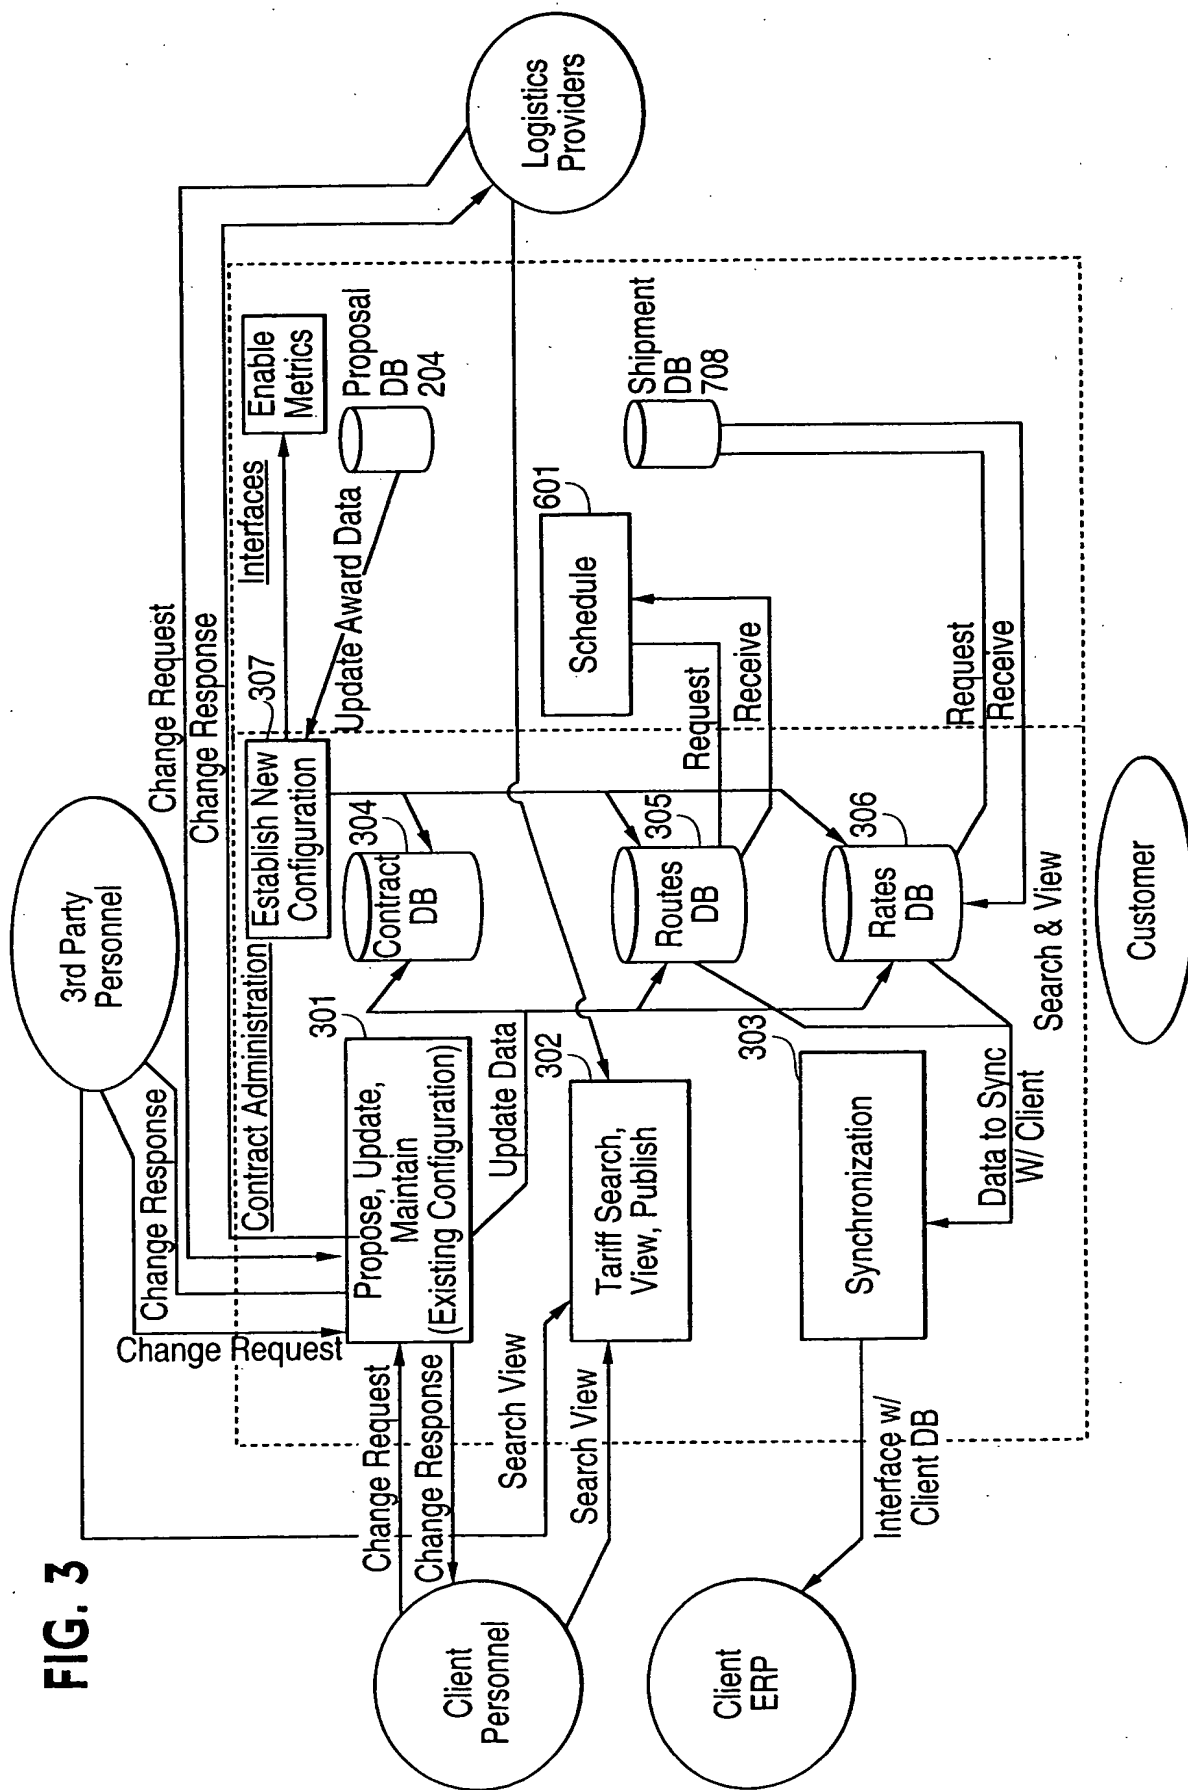 FIG. 3
3rd Party
Personnel
Change Request
Change Response
Change Response
Change Request
Contract Administration
307
Interfaces
Establish New
Configuration
Enable
Metrics
Update Award Data
Proposal
DB
204
Logistics
Providers
Client
Personnel
Change Request
Change Response
301
Propose, Update,
Maintain
(Existing Configuration)
Update Data
304
Contract
DB
Search View
Search View
302
Tariff Search,
View, Publish
305
Routes
DB
Request
Receive
601
Schedule
Shipment
DB
708
Client
ERP
Interface w/
Client DB
303
Synchronization
Data to Sync
W/ Client
306
Rates
DB
Request
Receive
Search & View
Customer